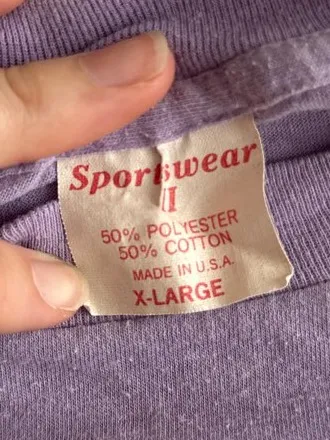 Sportswear
II
50% POLYESTER
50% COTTON
MADE IN U.S.A.
X-LARGE